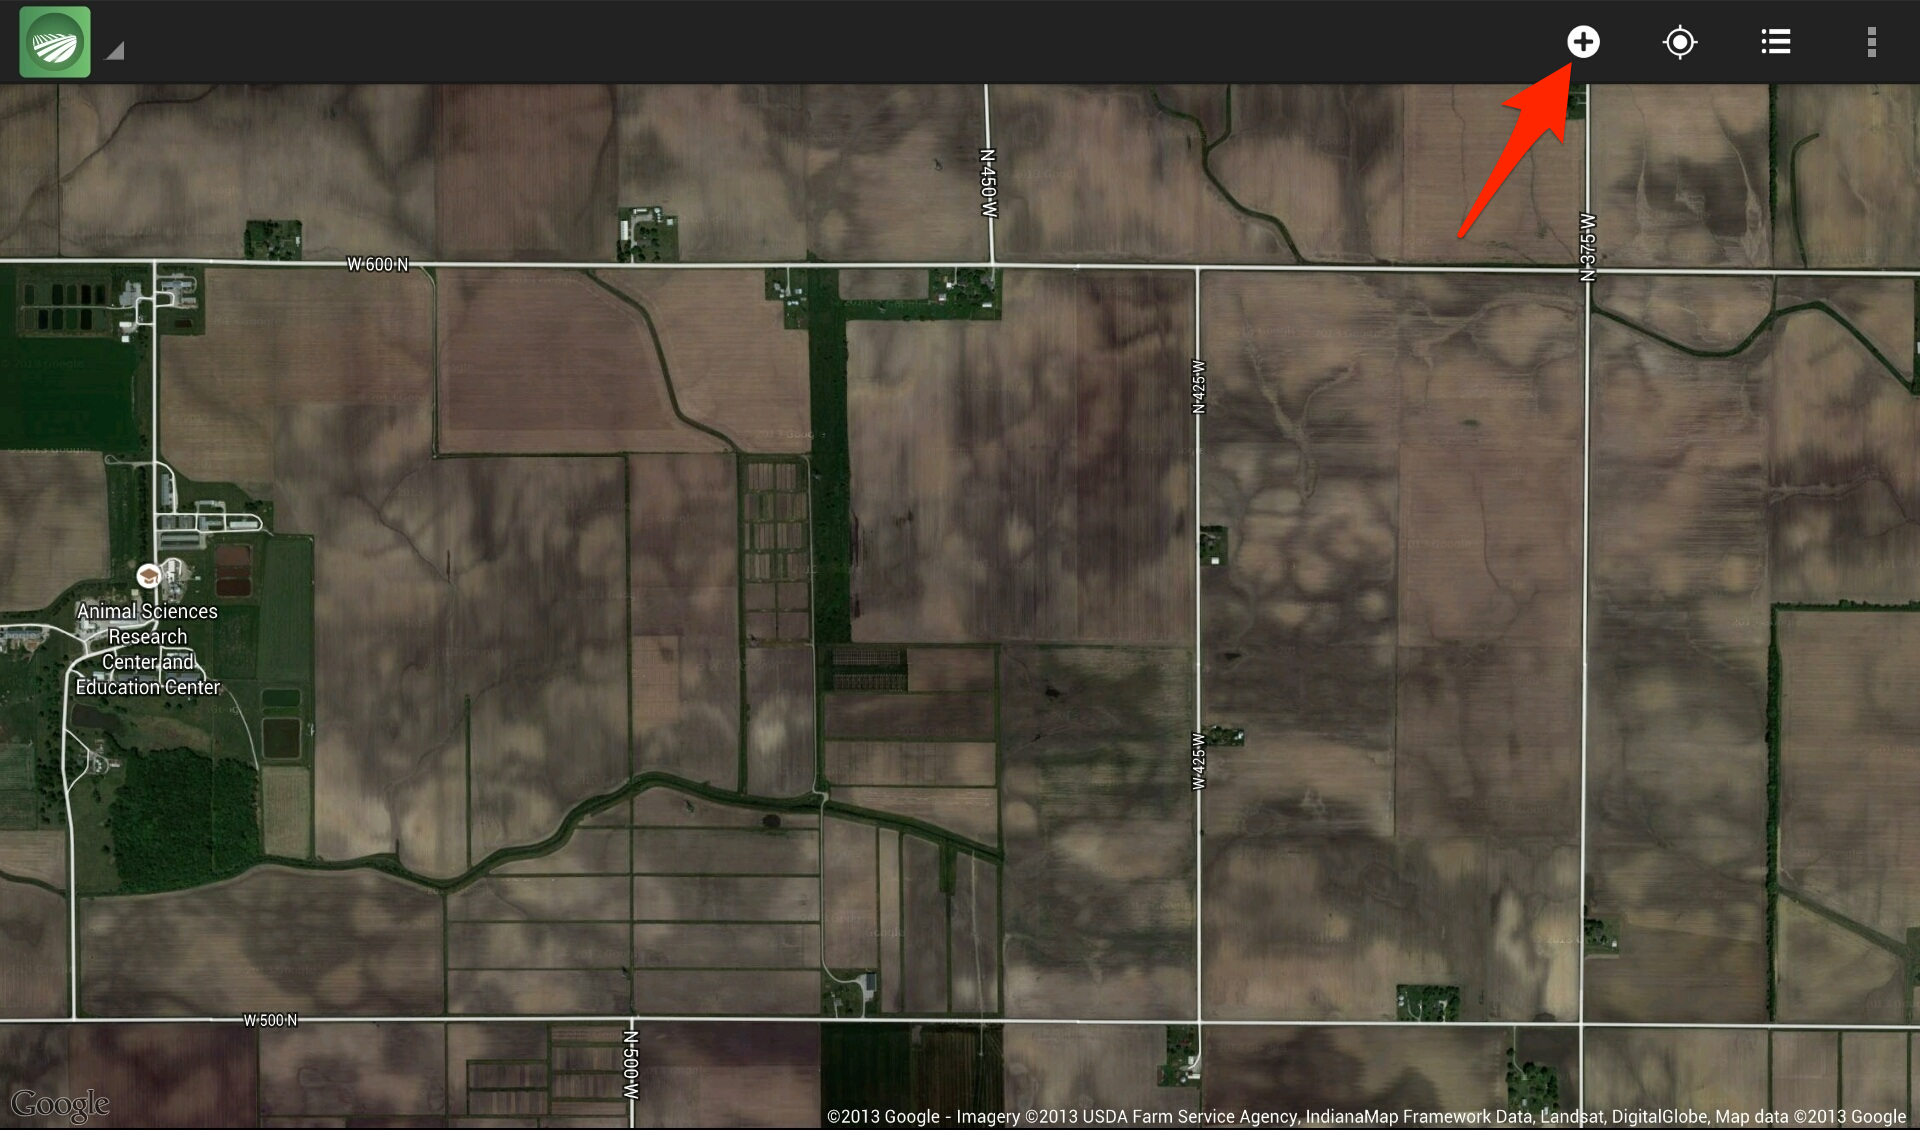 N 450 W
N 375 W
W 600 N
N 425 W
Animal Sciences
Research
Center and
Education Center
W 425 W
W 500 N
N 500 W
Google
©2013 Google - Imagery ©2013 USDA Farm Service Agency, IndianaMap Framework Data, Landsat, DigitalGlobe, Map data ©2013 Google